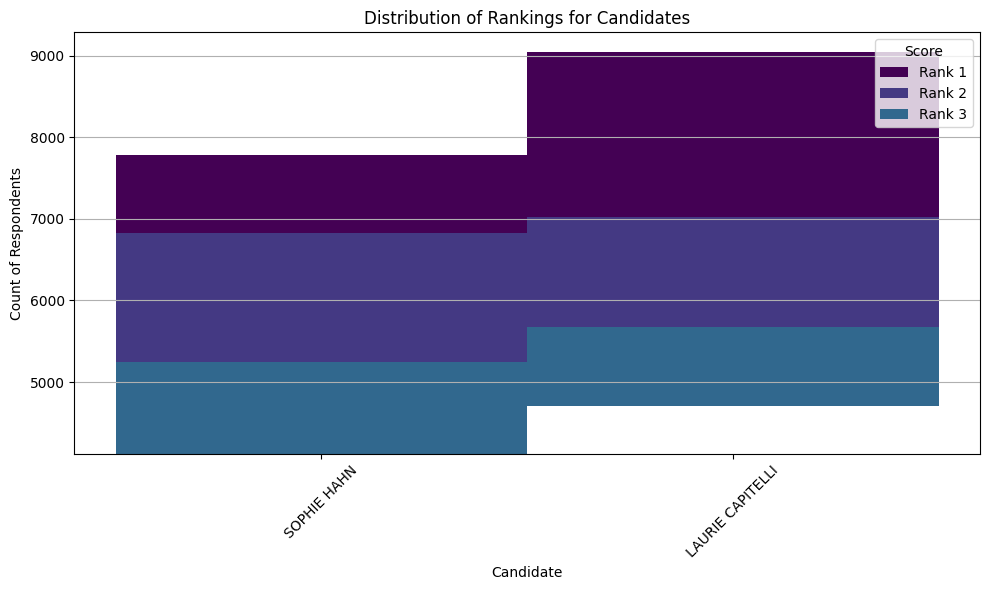 Distribution of Rankings for Candidates
Score
Rank 1
Rank 2
Rank 3
Count of Respondents
9000
8000
7000
6000
5000
SOPHIE HAHN
LAURIE CAPITELLI
Candidate